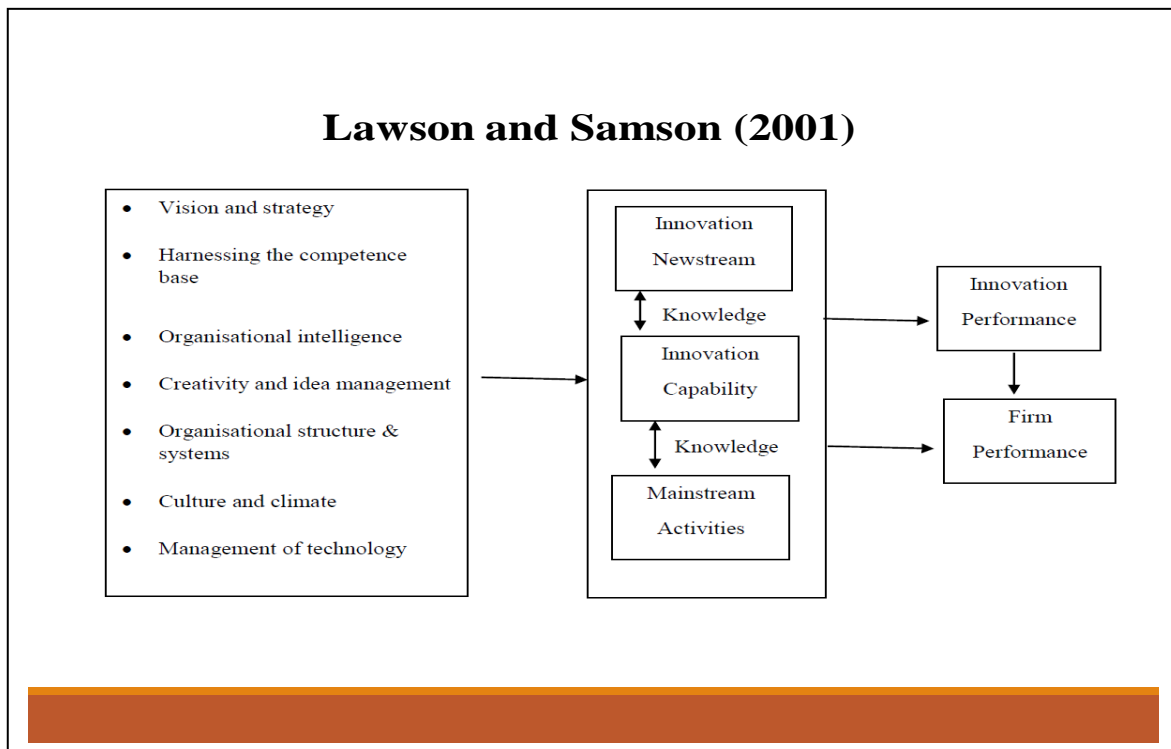 Lawson and Samson (2001)
• Vision and strategy
• Harnessing the competence
base
• Organisational intelligence
• Creativity and idea management
• Organisational structure &
systems
• Culture and climate
• Management of technology
Innovation
Newstream
Knowledge
Innovation
Capability
Knowledge
Mainstream
Activities
Innovation
Performance
Firm
Performance